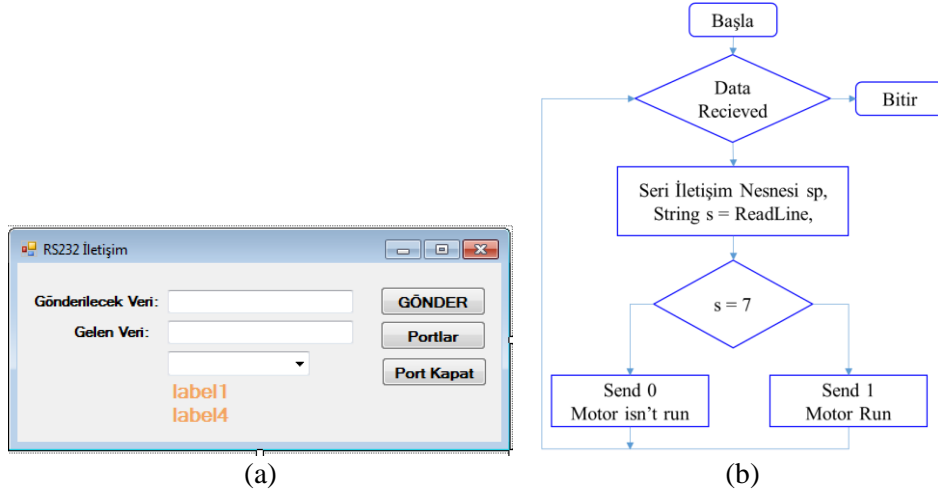 RS232 İletişim
Gönderilecek Veri:
GÖNDER
Gelen Veri:
Portlar
Port Kapat
label1
label4
(a)
Başla
Data
Recieved
Bitir
Seri İletişim Nesnesi sp,
String s = ReadLine,
s = 7
Send 0
Motor isn't run
Send 1
Motor Run
(b)